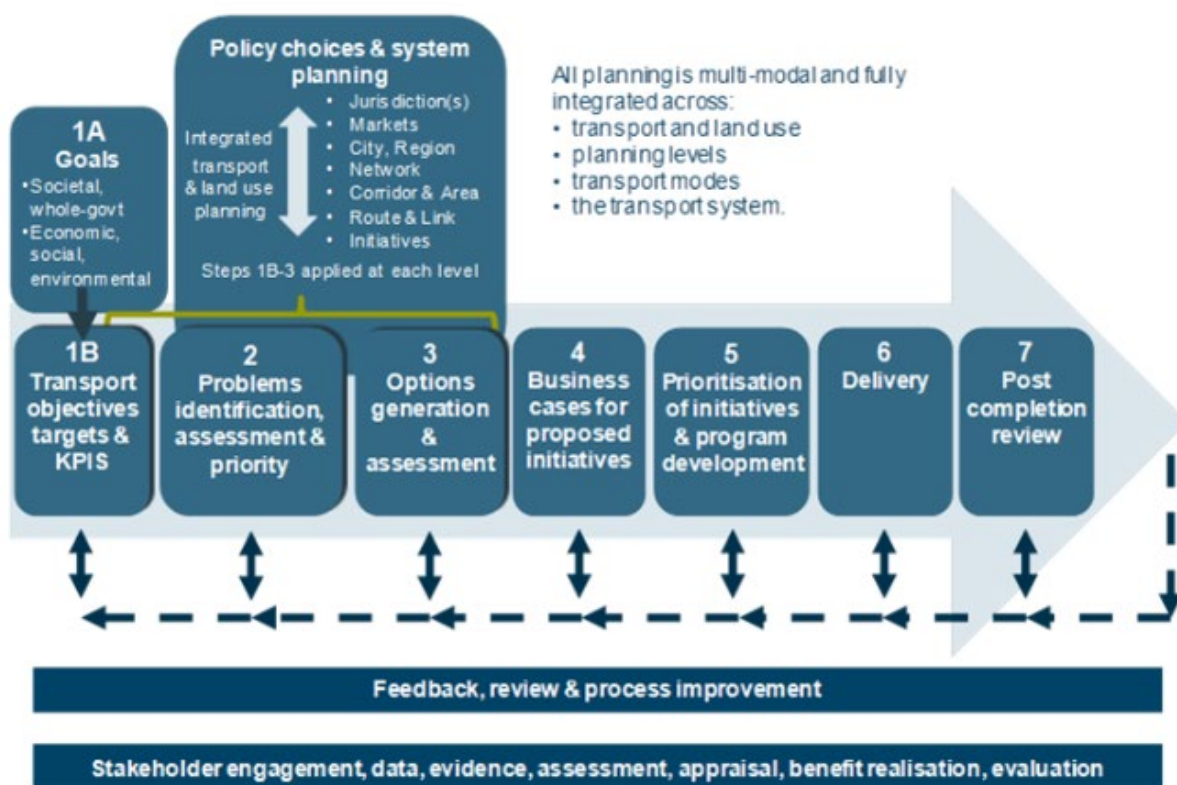 Policy choices & system
planning
• Jurisdiction(s)
• Markets
• City, Region
• Network
• Corridor & Area
• Route & Link
• Initiatives
Integrated
transport
& land use
planning
Steps 1B-3 applied at each level
All planning is multi-modal and fully
integrated across:
• transport and land use
• planning levels
• transport modes
• the transport system.
1A
Goals
•Societal,
whole-govt
•Economic,
social,
environmental
1B
Transport
objectives
targets &
KPIS
2
Problems
identification,
assessment &
priority
3
Options
generation
&
assessment
4
Business
cases for
proposed
initiatives
5
Prioritisation
of initiatives
& program
development
6
Delivery
7
Post
completion
review
Feedback, review & process improvement
Stakeholder engagement, data, evidence, assessment, appraisal, benefit realisation, evaluation